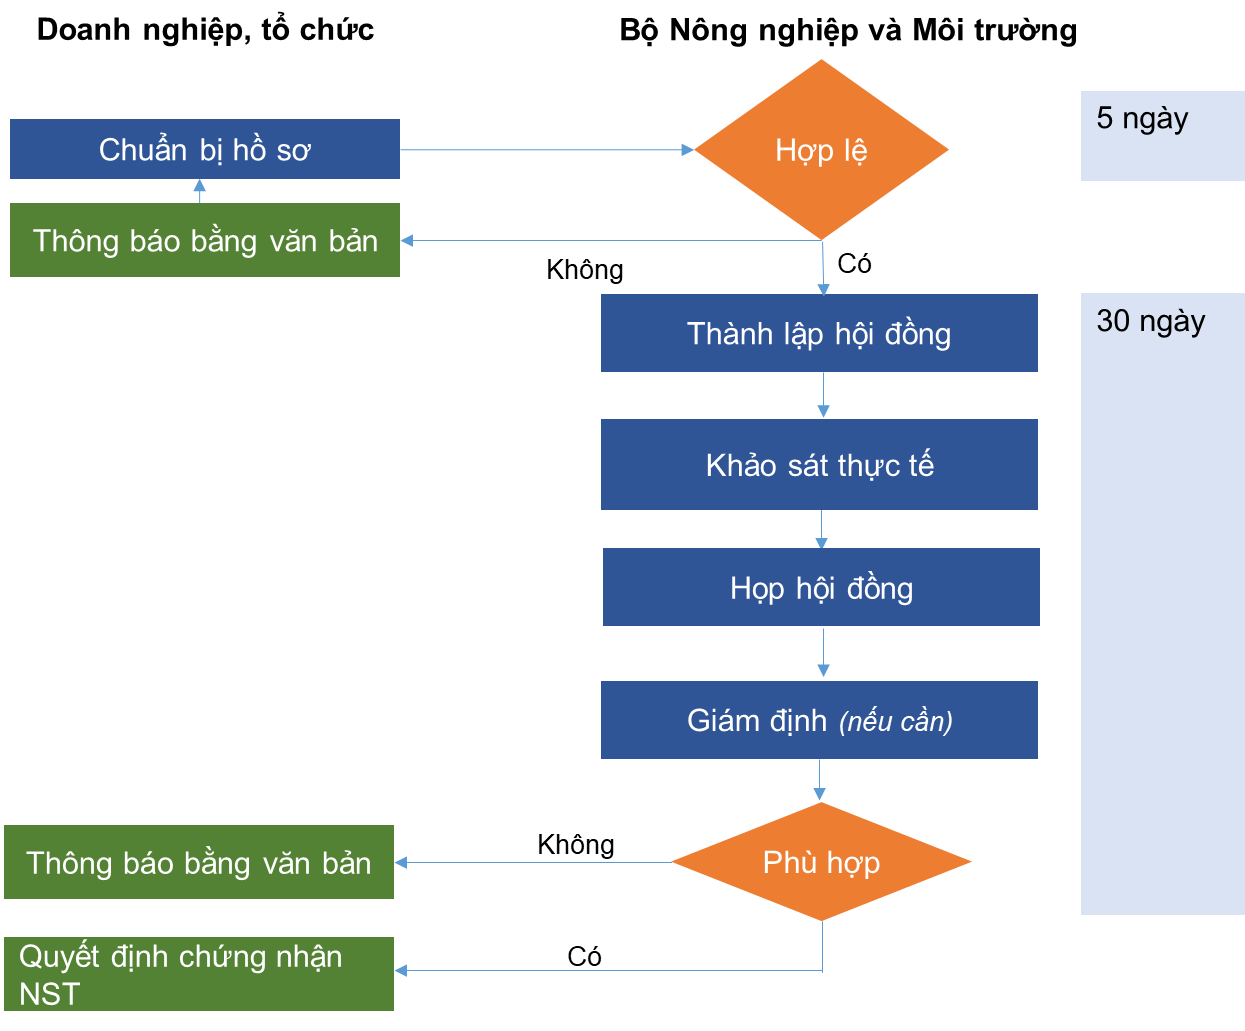 Doanh nghiệp, tổ chức
Bộ Nông nghiệp và Môi trường
Chuẩn bị hồ sơ
Hợp lệ
5 ngày
Thông báo bằng văn bản
Không
Có
Thành lập hội đồng
30 ngày
Khảo sát thực tế
Họp hội đồng
Giám định (nếu cần)
Không
Thông báo bằng văn bản
Phù hợp
Có
Quyết định chứng nhận
NST